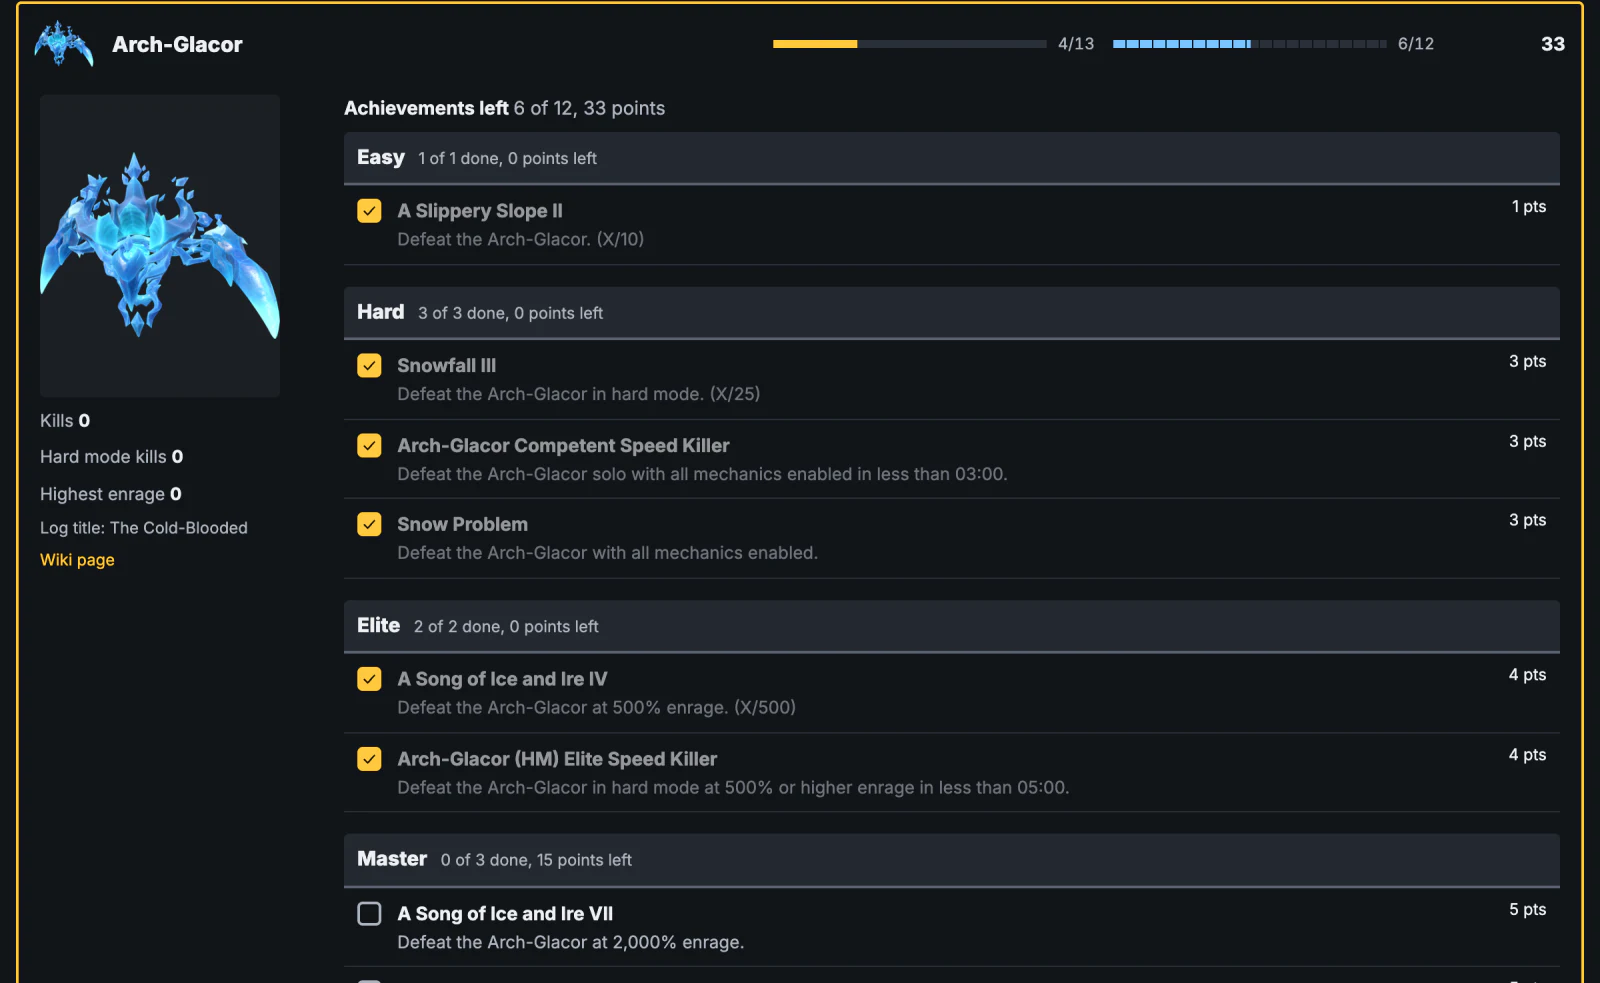 Arch-Glacor
4/13
6/12
33
Achievements left 6 of 12, 33 points
Easy 1 of 1 done, 0 points left
A Slippery Slope II
1 pts
Defeat the Arch-Glacor. (X/10)
Hard 3 of 3 done, 0 points left
Snowfall III
3 pts
Defeat the Arch-Glacor in hard mode. (X/25)
Arch-Glacor Competent Speed Killer
3 pts
Defeat the Arch-Glacor solo with all mechanics enabled in less than 03:00.
Snow Problem
3 pts
Defeat the Arch-Glacor with all mechanics enabled.
Elite 2 of 2 done, 0 points left
A Song of Ice and Ire IV
4 pts
Defeat the Arch-Glacor at 500% enrage. (X/500)
Arch-Glacor (HM) Elite Speed Killer
4 pts
Defeat the Arch-Glacor in hard mode at 500% or higher enrage in less than 05:00.
Master 0 of 3 done, 15 points left
A Song of Ice and Ire VII
5 pts
Defeat the Arch-Glacor at 2,000% enrage.
Kills 0
Hard mode kills 0
Highest enrage 0
Log title: The Cold-Blooded
Wiki page